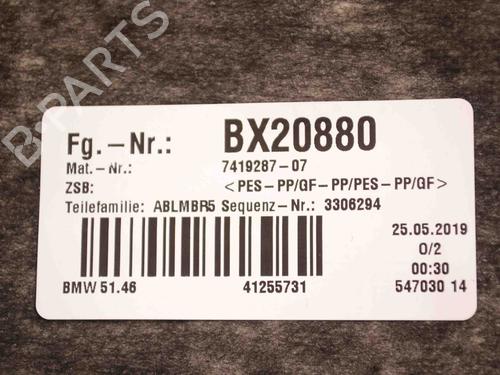 B-PARTS
Fg.-Nr.: BX20880
Mat.-Nr.: 7419287-07
ZSB: <PES-PP/GF-PP/PES-PP/GF>
Teilefamilie: ABLMBR5 Sequenz-Nr.: 3306294
25.05.2019
0/2
00:30
BMW 51.46 41255731 547030 14